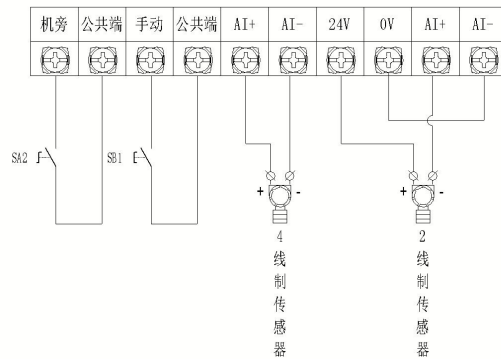 机旁 公共端 手动 公共端 AI+ AI- 24V 0V AI+ AI-
SA2 SB1
+ - + -
4线制传感器
2线制传感器